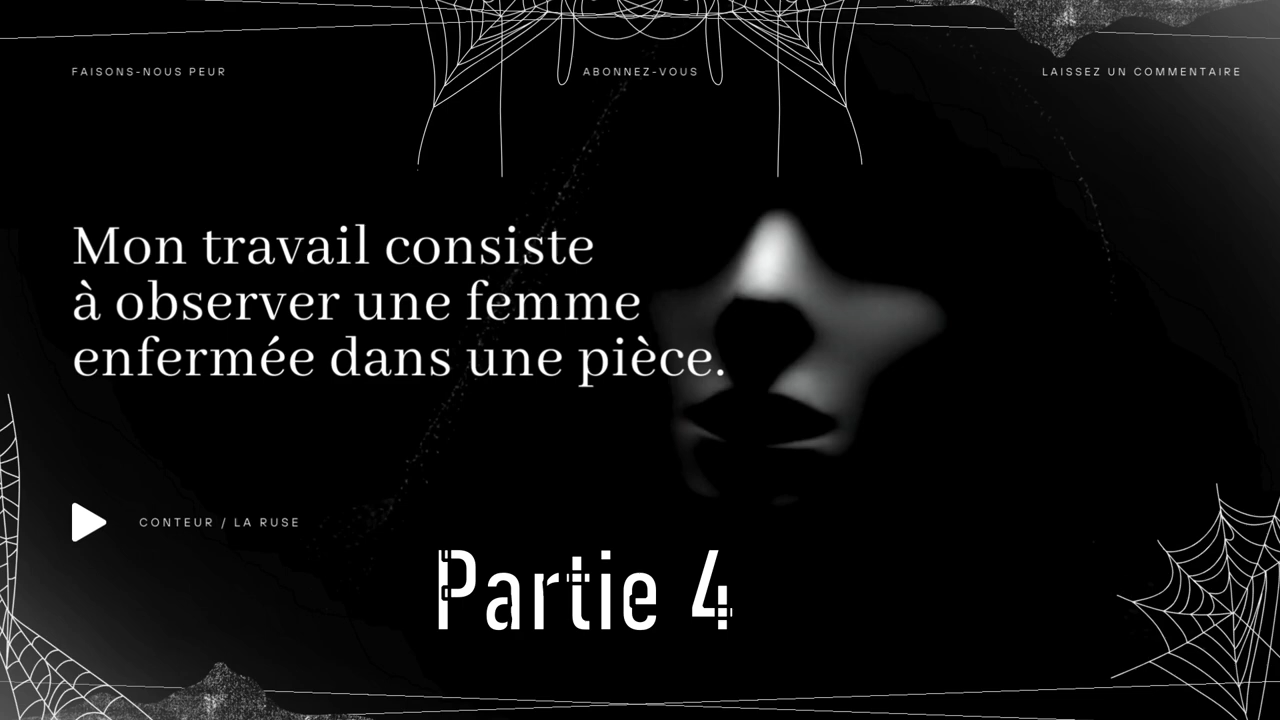 FAISONS-NOUS PEUR
ABONNEZ-VOUS
LAISSEZ UN COMMENTAIRE
Mon travail consiste
à observer une femme
enfermée dans une pièce.
CONTEUR / LA RUSE
Partie 4